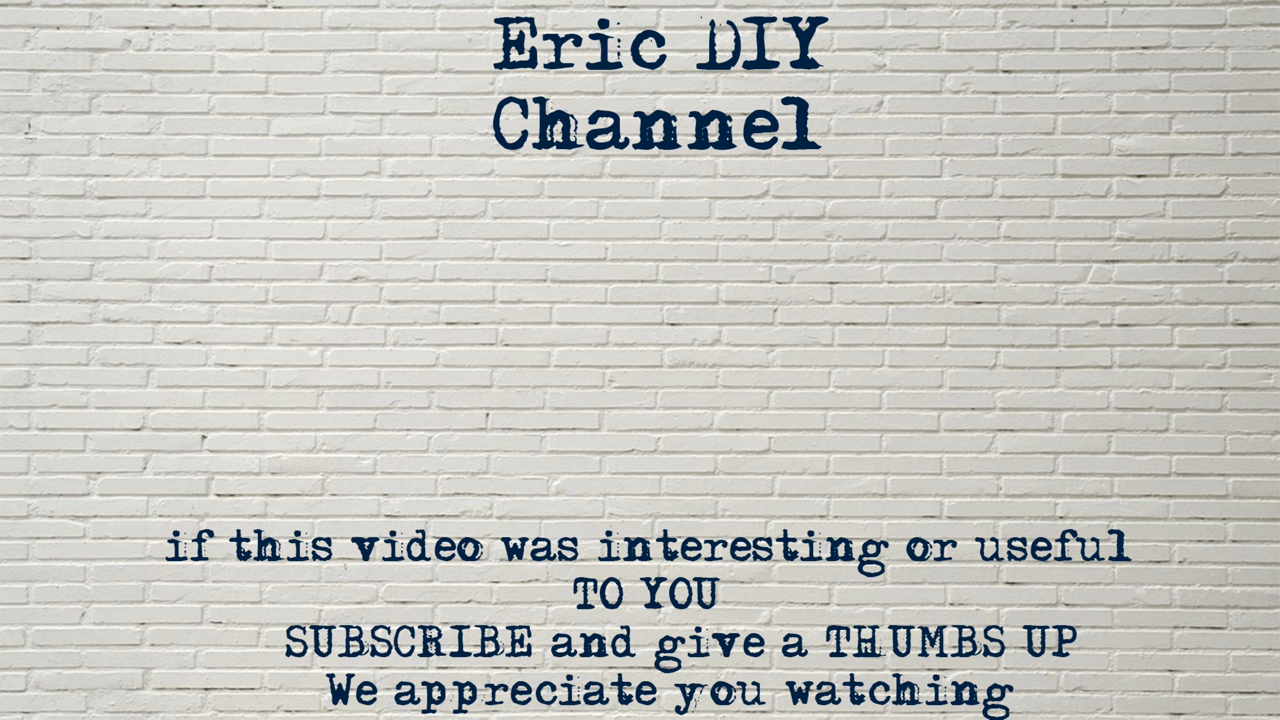 Eric DIY
Channel
if this video was interesting or useful
TO YOU
SUBSCRIBE and give a THUMBS UP
We appreciate you watching